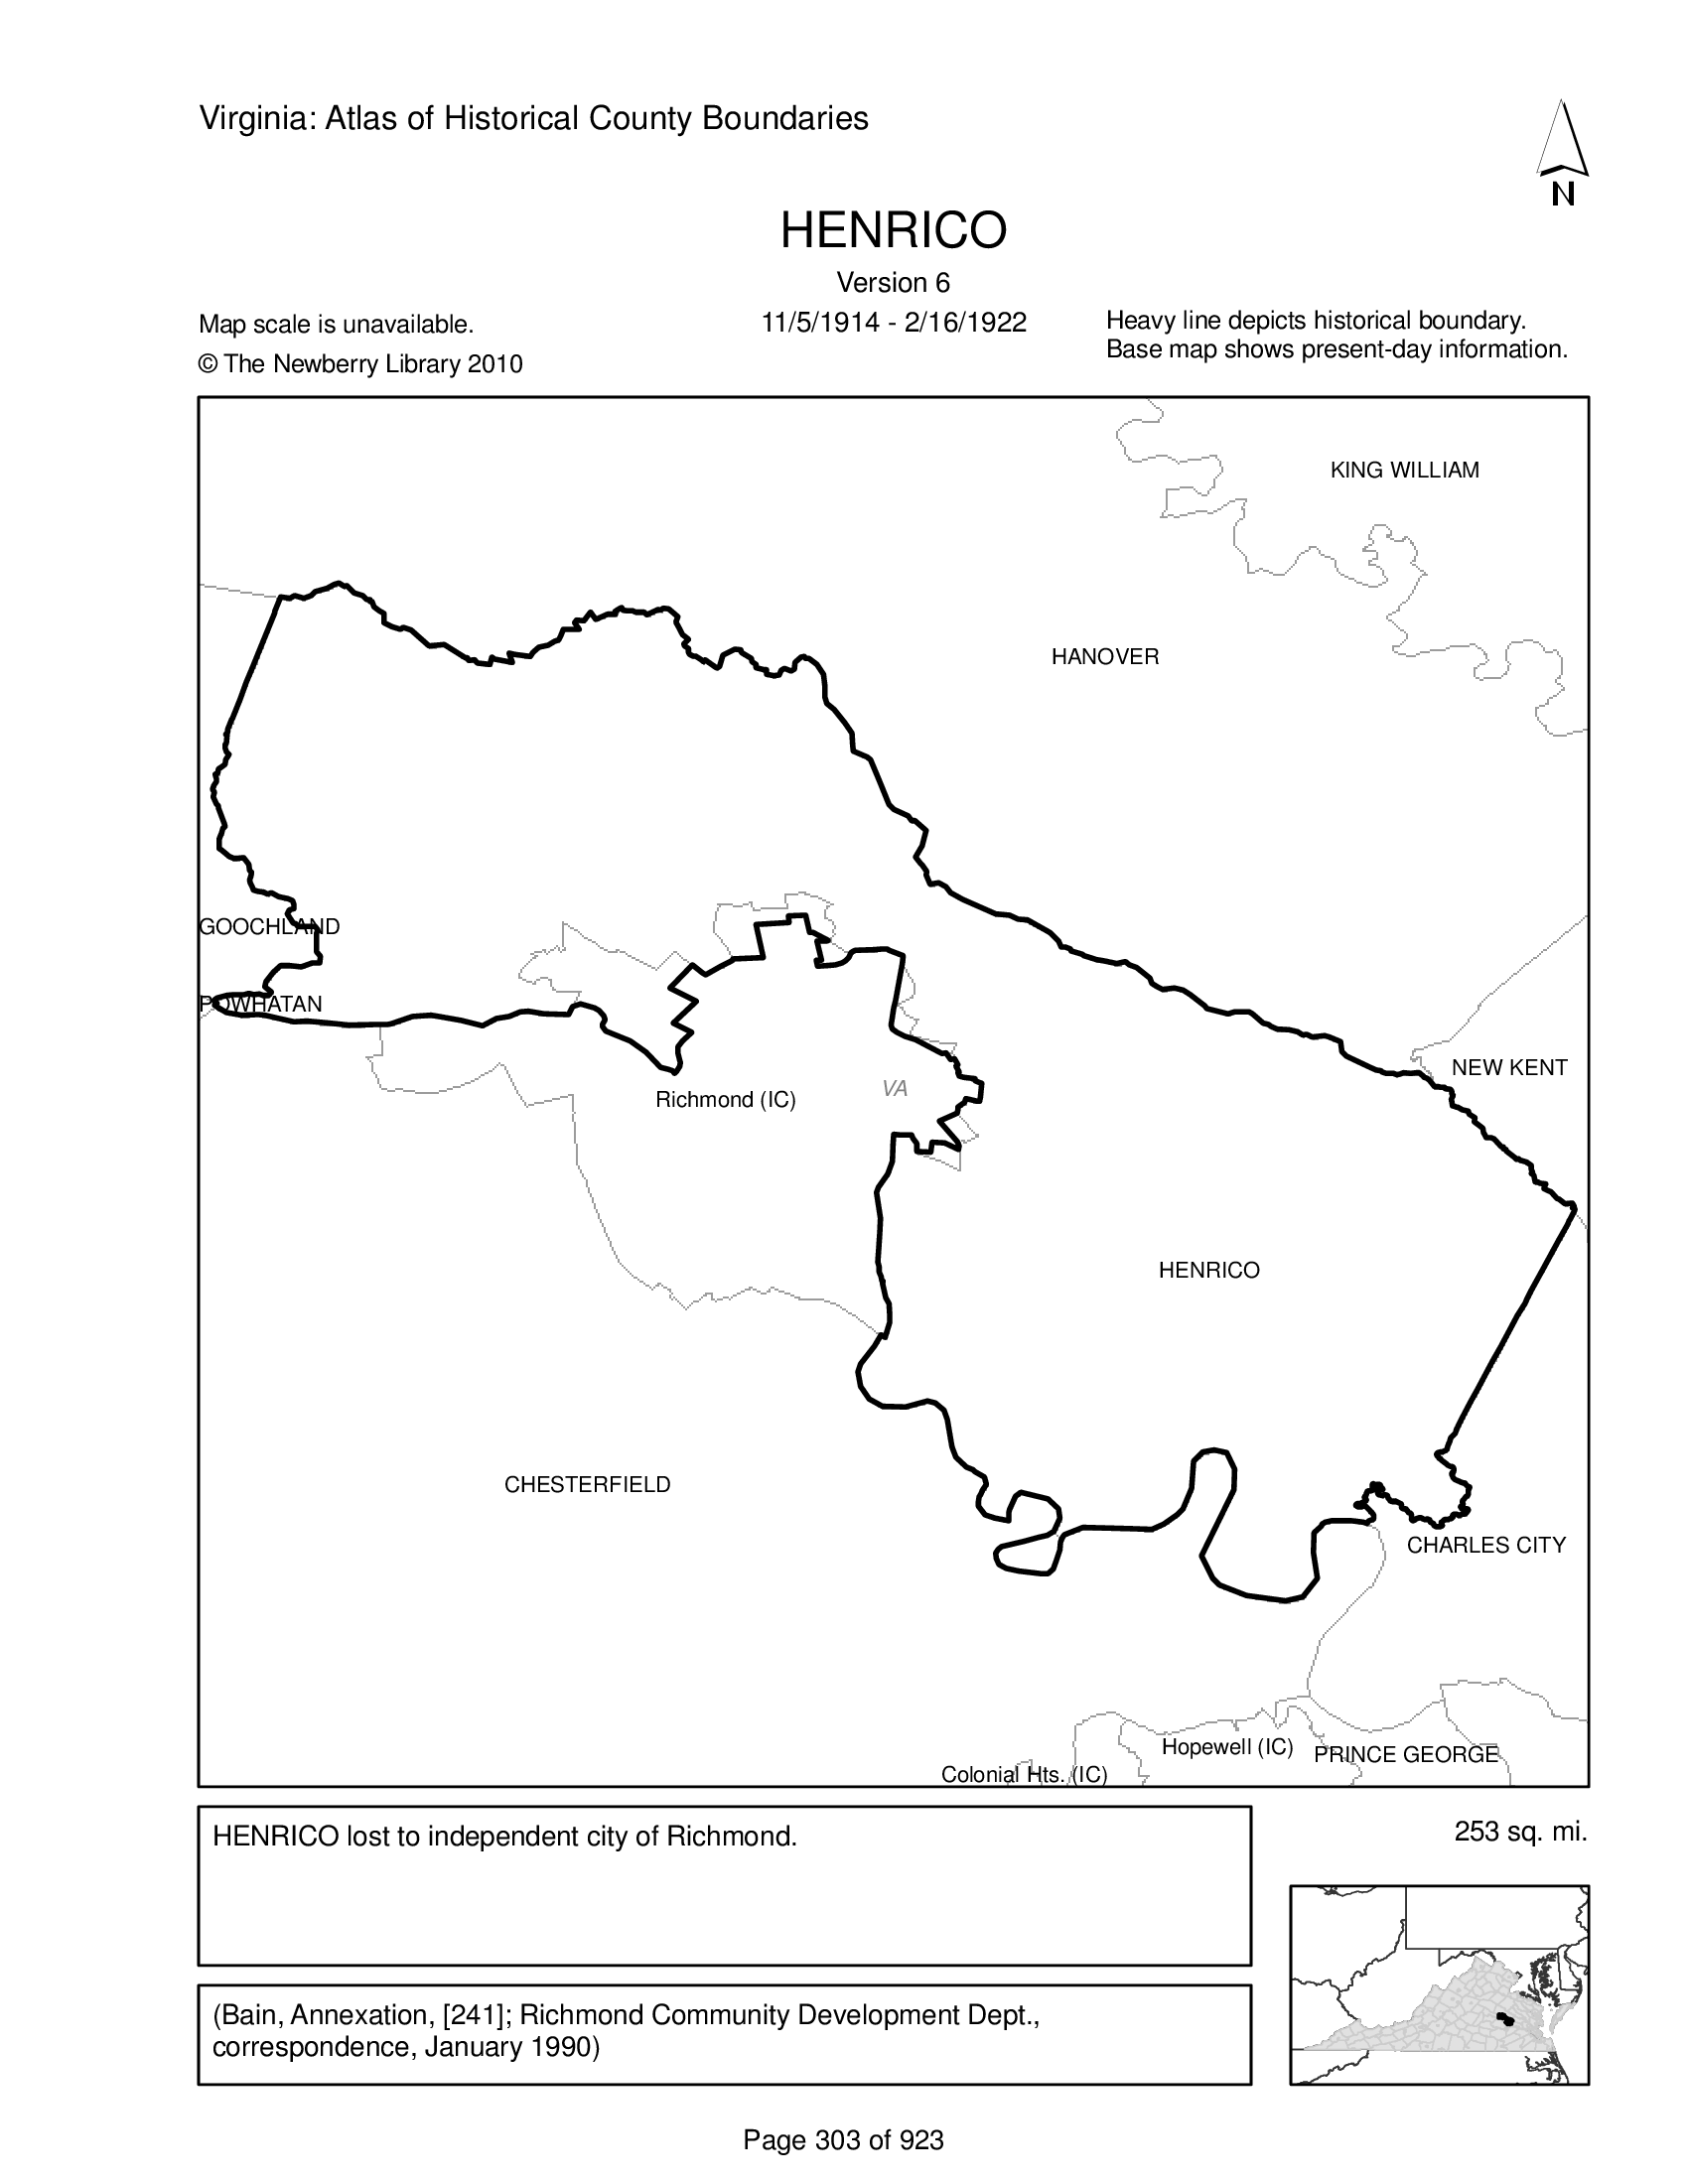 Virginia: Atlas of Historical County Boundaries
N
HENRICO
Version 6
Map scale is unavailable.
11/5/1914 - 2/16/1922
Heavy line depicts historical boundary.
Base map shows present-day information.
© The Newberry Library 2010
KING WILLIAM
HANOVER
GOOCHLAND
POWHATAN
NEW KENT
VA
Richmond (IC)
HENRICO
CHESTERFIELD
CHARLES CITY
Hopewell (IC)
PRINCE GEORGE
Colonial Hts. (IC)
HENRICO lost to independent city of Richmond.
253 sq. mi.
(Bain, Annexation, [241]; Richmond Community Development Dept.,
correspondence, January 1990)
Page 303 of 923